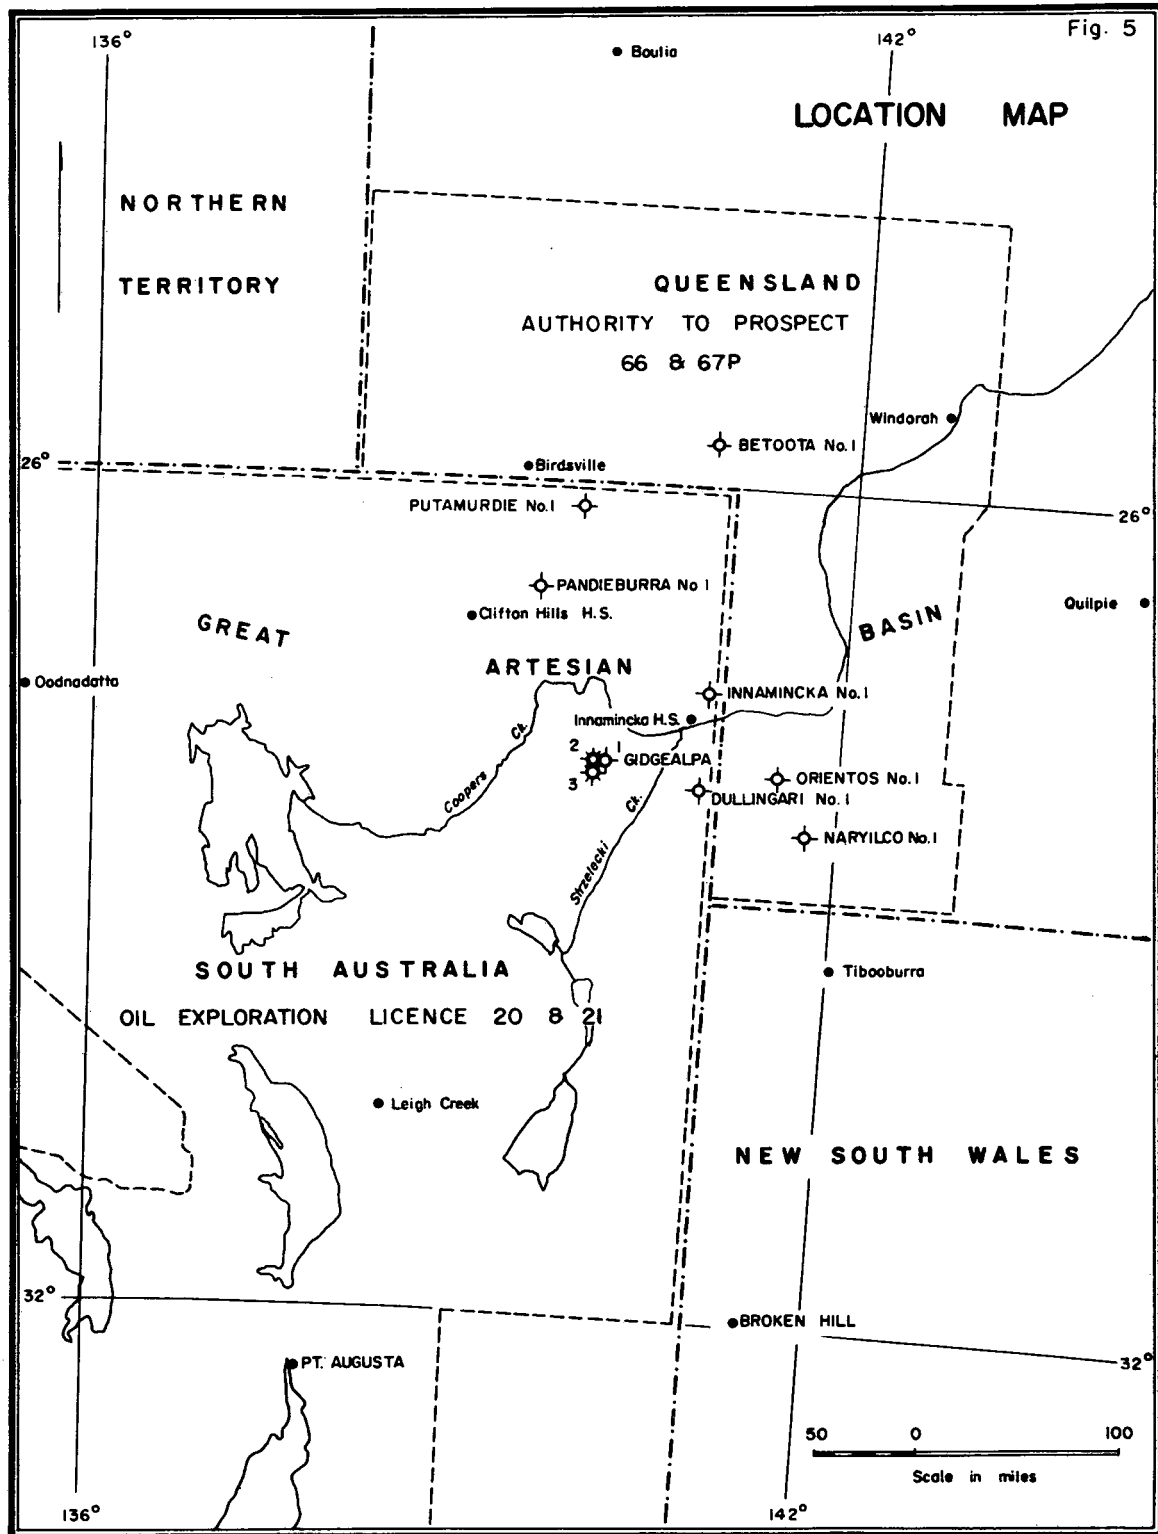 Fig. 5
136°
142°
Boulia
LOCATION MAP
NORTHERN
TERRITORY
QUEENSLAND
AUTHORITY TO PROSPECT
66 & 67P
Windorah
BETOOTA No.1
26°
Birdsville
PUTAMURDIE No.1
26°
PANDIEBURRA No 1
Clifton Hills H.S.
Quilpie
GREAT
BASIN
ARTESIAN
Oodnadatta
INNAMINCKA No.1
Innamincka H.S.
Coopers Ck.
2 1
GIDGEALPA
3
ORIENTOS No.1
DULLINGARI No.1
Strzelecki Ck.
NARYILCO No.1
SOUTH AUSTRALIA
Tibooburra
OIL EXPLORATION LICENCE 20 8 21
Leigh Creek
NEW SOUTH WALES
32°
BROKEN HILL
PT. AUGUSTA
32°
50 0 100
Scale in miles
136°
142°